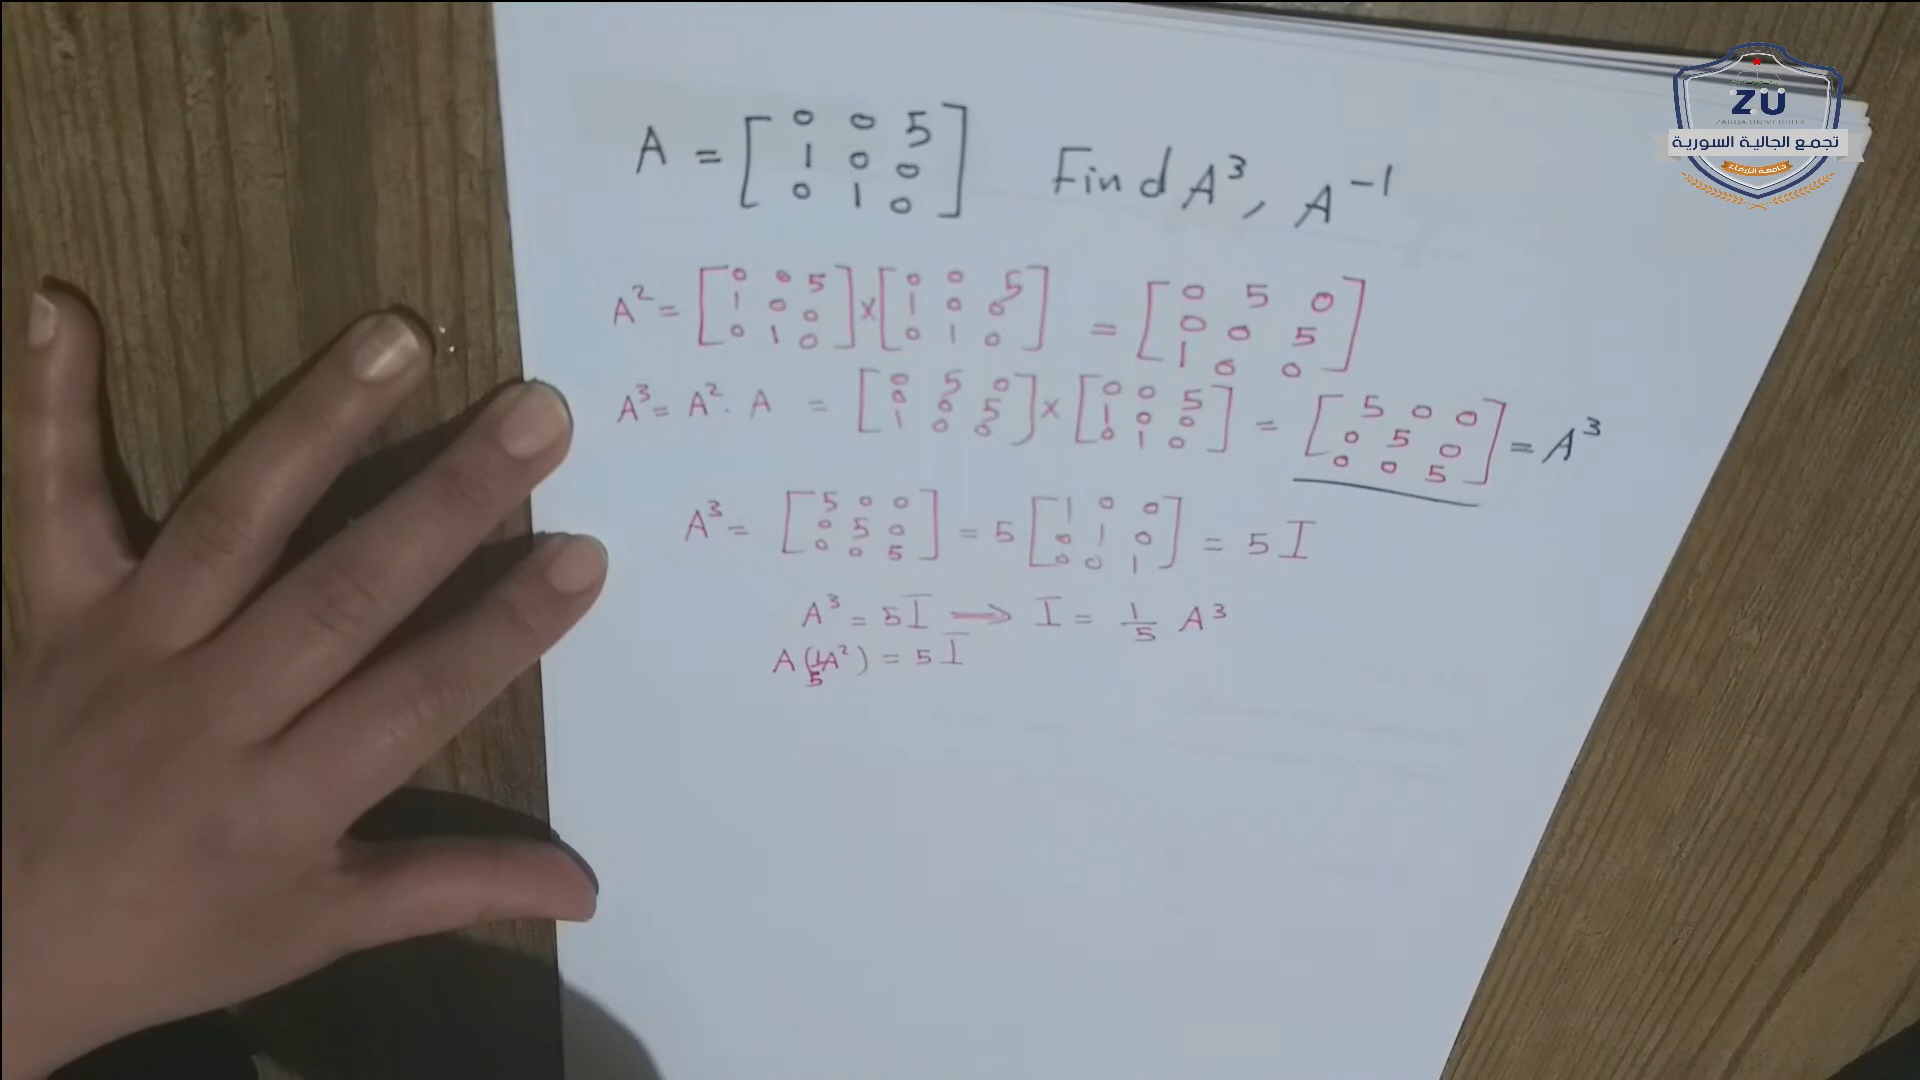 A = [ 0 0 5 ; 1 0 0 ; 0 1 0 ] Find A³, A⁻¹
A² = [ 0 0 5 ; 1 0 0 ; 0 1 0 ] × [ 0 0 5 ; 1 0 0 ; 0 1 0 ] = [ 0 5 0 ; 0 0 5 ; 1 0 0 ]
A³ = A² · A = [ 0 5 0 ; 0 0 5 ; 1 0 0 ] × [ 0 0 5 ; 1 0 0 ; 0 1 0 ] = [ 5 0 0 ; 0 5 0 ; 0 0 5 ] = A³
A³ = [ 5 0 0 ; 0 5 0 ; 0 0 5 ] = 5 [ 1 0 0 ; 0 1 0 ; 0 0 1 ] = 5 I
A³ = 5I → I = 1/5 A³
A (1/5 A²) = 5 I
ZU
ZARQA UNIVERSITY
تجمع الجالية السورية
جامعة الزرقاء